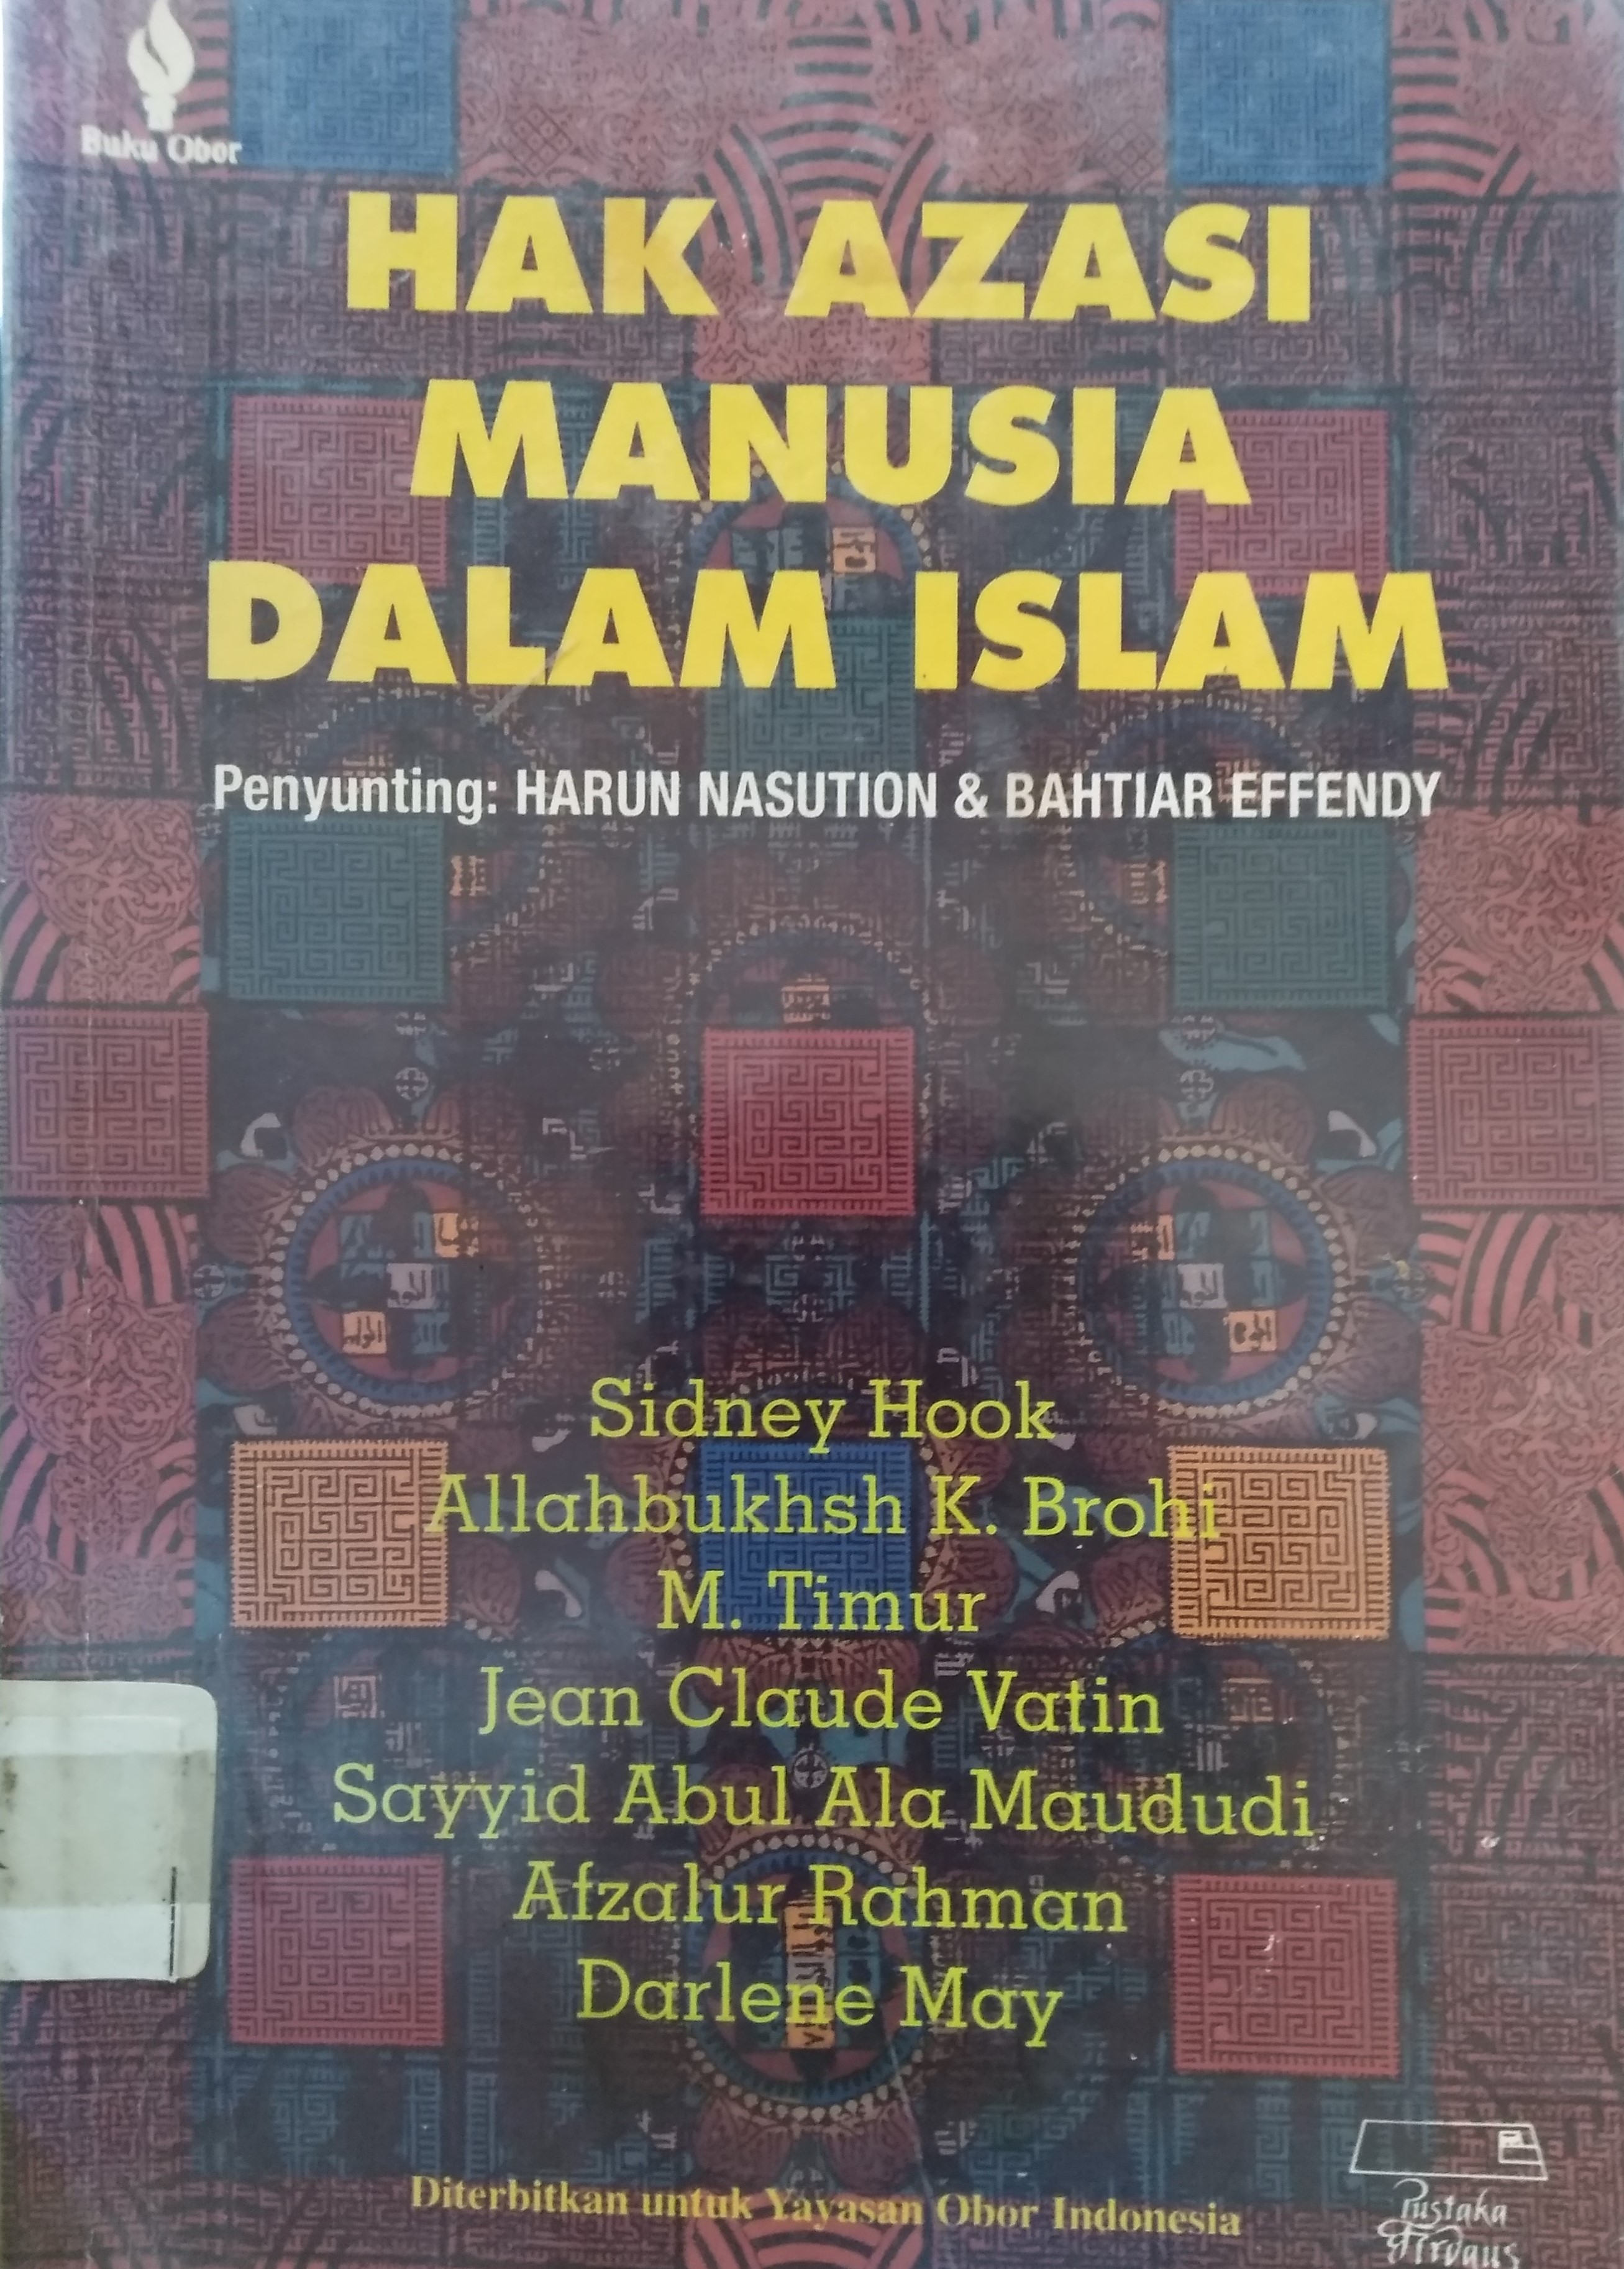 Buku Obor
HAK AZASI
MANUSIA
DALAM ISLAM
Penyunting: HARUN NASUTION & BAHTIAR EFFENDY
Sidney Hook
Allahbukhsh K. Brohi
M. Timur
Jean Claude Vatin
Sayyid Abul Ala Maududi
Afzalur Rahman
Darlene May
Diterbitkan untuk Yayasan Obor Indonesia
Pustaka
Firdaus